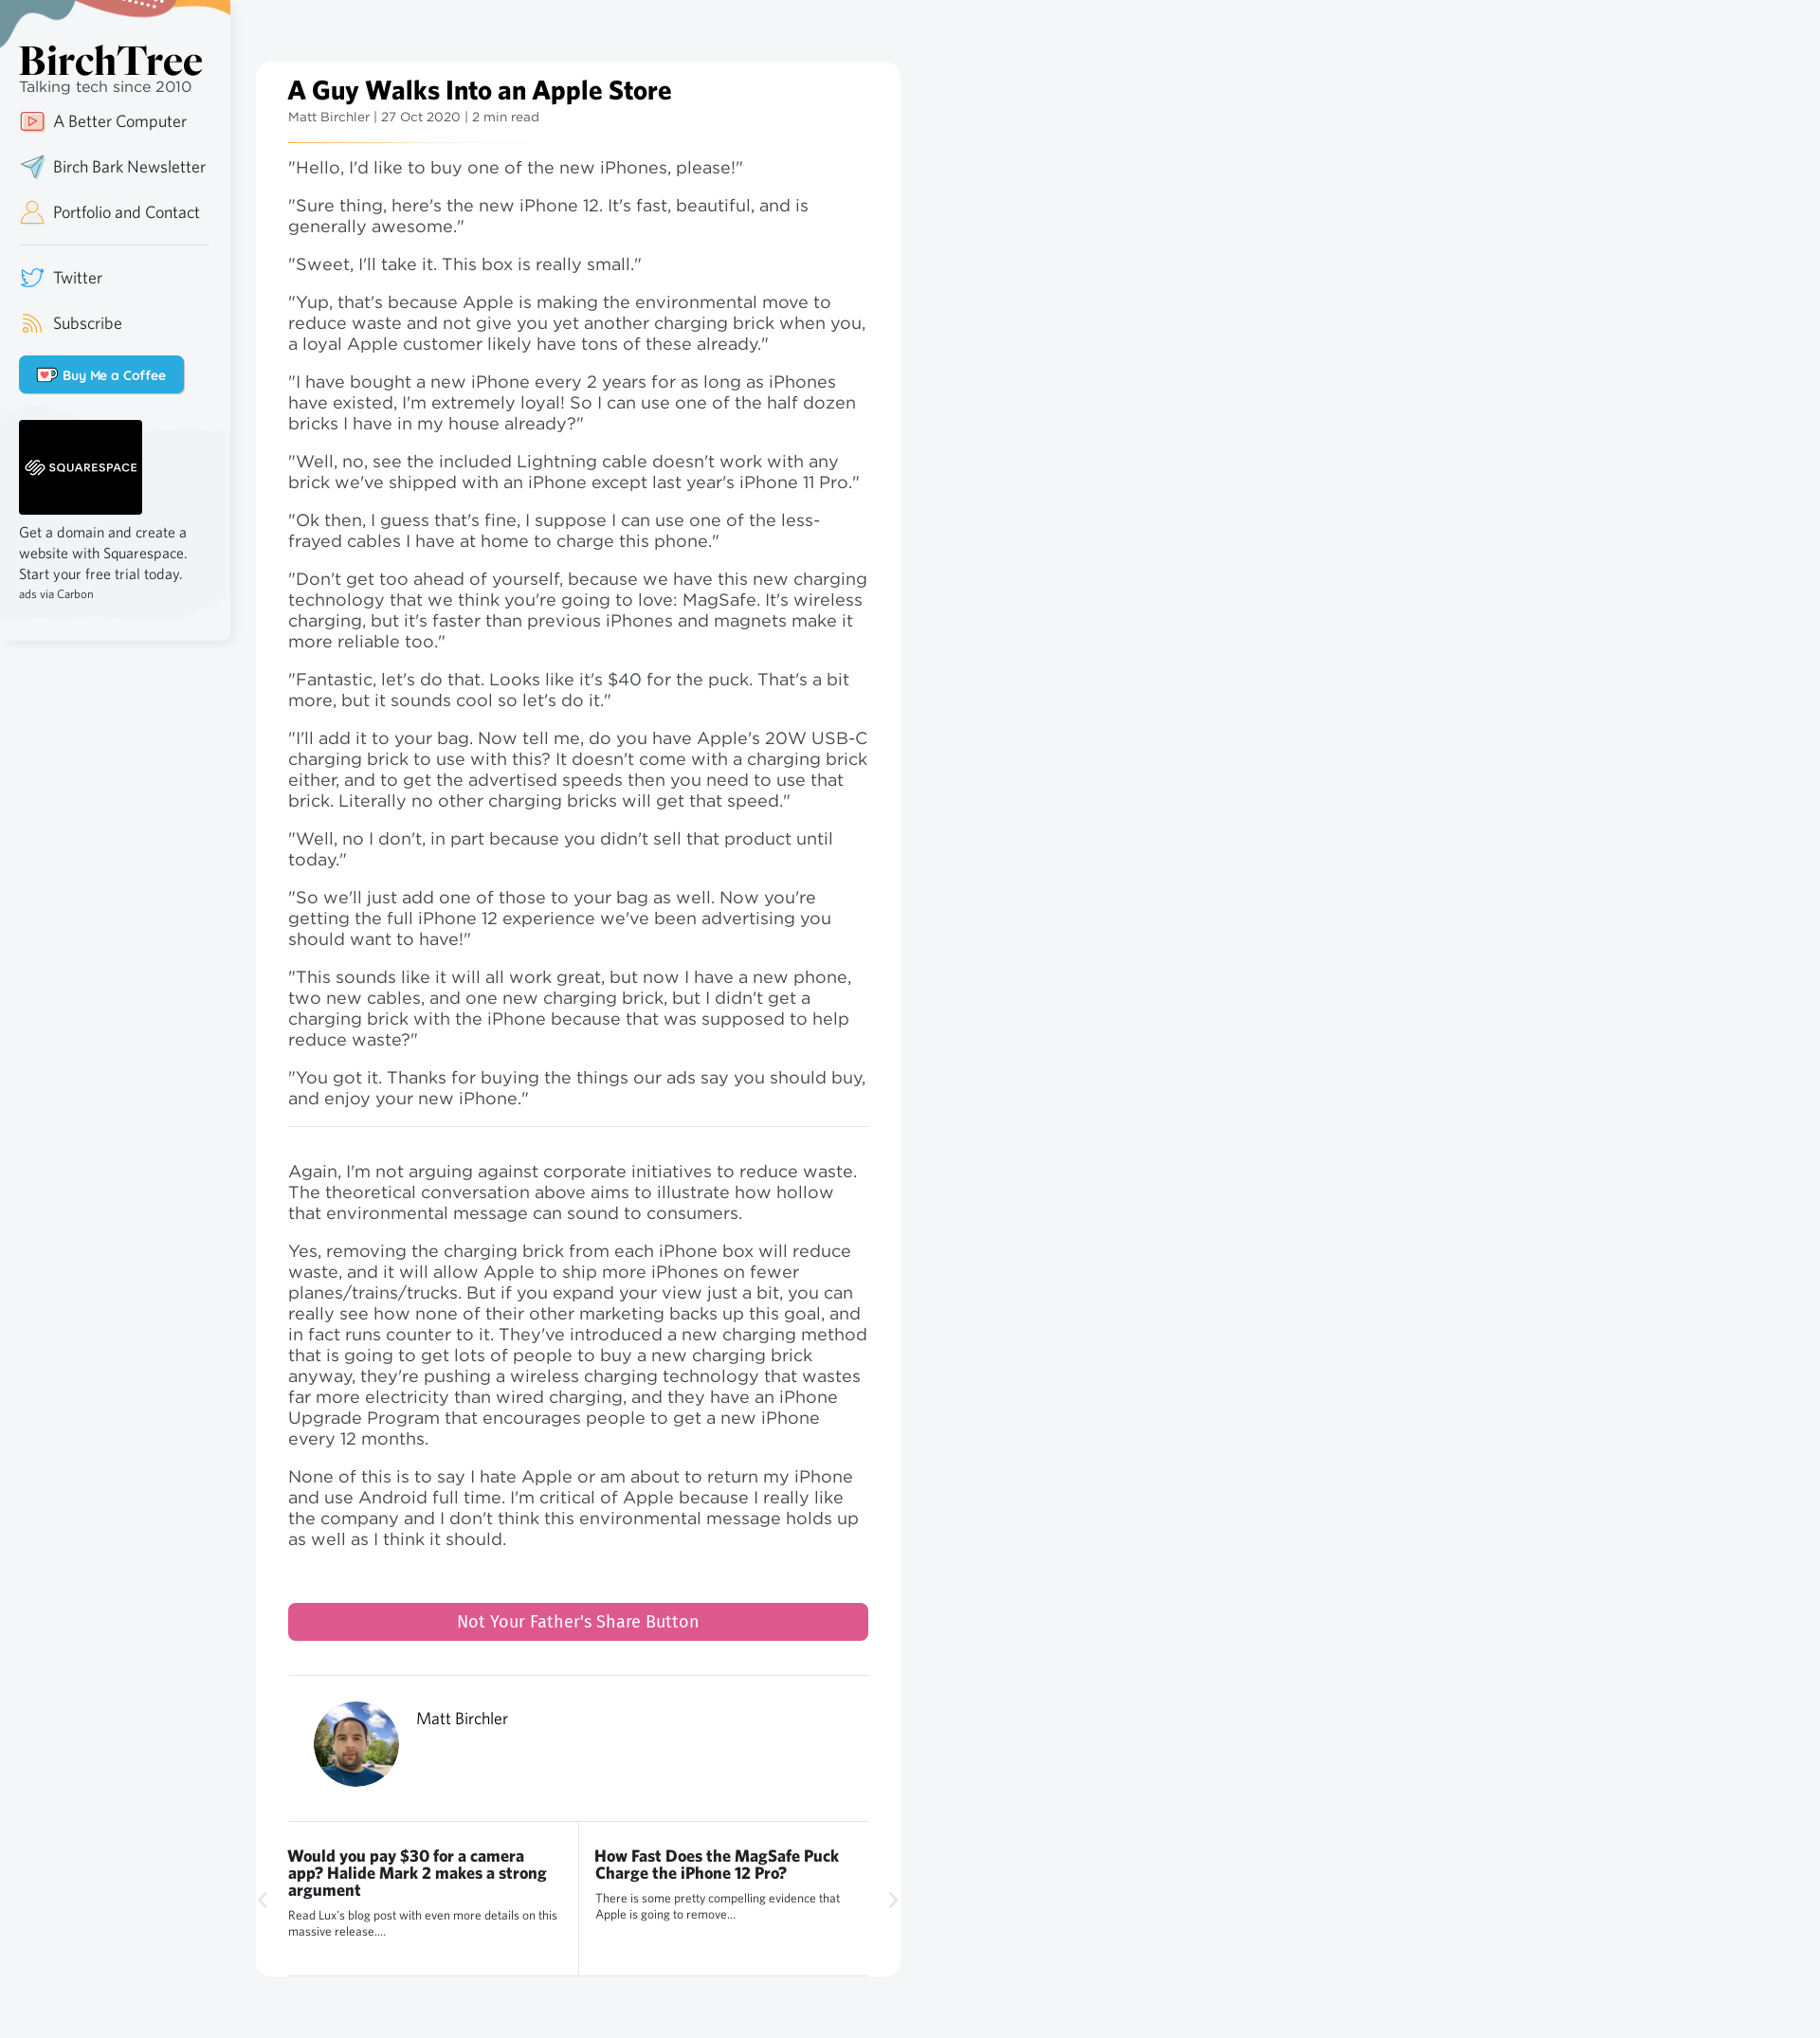 BirchTree
Talking tech since 2010
A Better Computer
Birch Bark Newsletter
Portfolio and Contact
Twitter
Subscribe
Buy Me a Coffee
SQUARESPACE
Get a domain and create a
website with Squarespace.
Start your free trial today.
ads via Carbon
A Guy Walks Into an Apple Store
Matt Birchler | 27 Oct 2020 | 2 min read
"Hello, I'd like to buy one of the new iPhones, please!"
"Sure thing, here's the new iPhone 12. It's fast, beautiful, and is
generally awesome."
"Sweet, I'll take it. This box is really small."
"Yup, that's because Apple is making the environmental move to
reduce waste and not give you yet another charging brick when you,
a loyal Apple customer likely have tons of these already."
"I have bought a new iPhone every 2 years for as long as iPhones
have existed, I'm extremely loyal! So I can use one of the half dozen
bricks I have in my house already?"
"Well, no, see the included Lightning cable doesn't work with any
brick we've shipped with an iPhone except last year's iPhone 11 Pro."
"Ok then, I guess that's fine, I suppose I can use one of the less-
frayed cables I have at home to charge this phone."
"Don't get too ahead of yourself, because we have this new charging
technology that we think you're going to love: MagSafe. It's wireless
charging, but it's faster than previous iPhones and magnets make it
more reliable too."
"Fantastic, let's do that. Looks like it's $40 for the puck. That's a bit
more, but it sounds cool so let's do it."
"I'll add it to your bag. Now tell me, do you have Apple's 20W USB-C
charging brick to use with this? It doesn't come with a charging brick
either, and to get the advertised speeds then you need to use that
brick. Literally no other charging bricks will get that speed."
"Well, no I don't, in part because you didn't sell that product until
today."
"So we'll just add one of those to your bag as well. Now you're
getting the full iPhone 12 experience we've been advertising you
should want to have!"
"This sounds like it will all work great, but now I have a new phone,
two new cables, and one new charging brick, but I didn't get a
charging brick with the iPhone because that was supposed to help
reduce waste?"
"You got it. Thanks for buying the things our ads say you should buy,
and enjoy your new iPhone."
Again, I'm not arguing against corporate initiatives to reduce waste.
The theoretical conversation above aims to illustrate how hollow
that environmental message can sound to consumers.
Yes, removing the charging brick from each iPhone box will reduce
waste, and it will allow Apple to ship more iPhones on fewer
planes/trains/trucks. But if you expand your view just a bit, you can
really see how none of their other marketing backs up this goal, and
in fact runs counter to it. They've introduced a new charging method
that is going to get lots of people to buy a new charging brick
anyway, they're pushing a wireless charging technology that wastes
far more electricity than wired charging, and they have an iPhone
Upgrade Program that encourages people to get a new iPhone
every 12 months.
None of this is to say I hate Apple or am about to return my iPhone
and use Android full time. I'm critical of Apple because I really like
the company and I don't think this environmental message holds up
as well as I think it should.
Not Your Father's Share Button
Matt Birchler
Would you pay $30 for a camera
app? Halide Mark 2 makes a strong
argument
Read Lux's blog post with even more details on this
massive release....
How Fast Does the MagSafe Puck
Charge the iPhone 12 Pro?
There is some pretty compelling evidence that
Apple is going to remove...